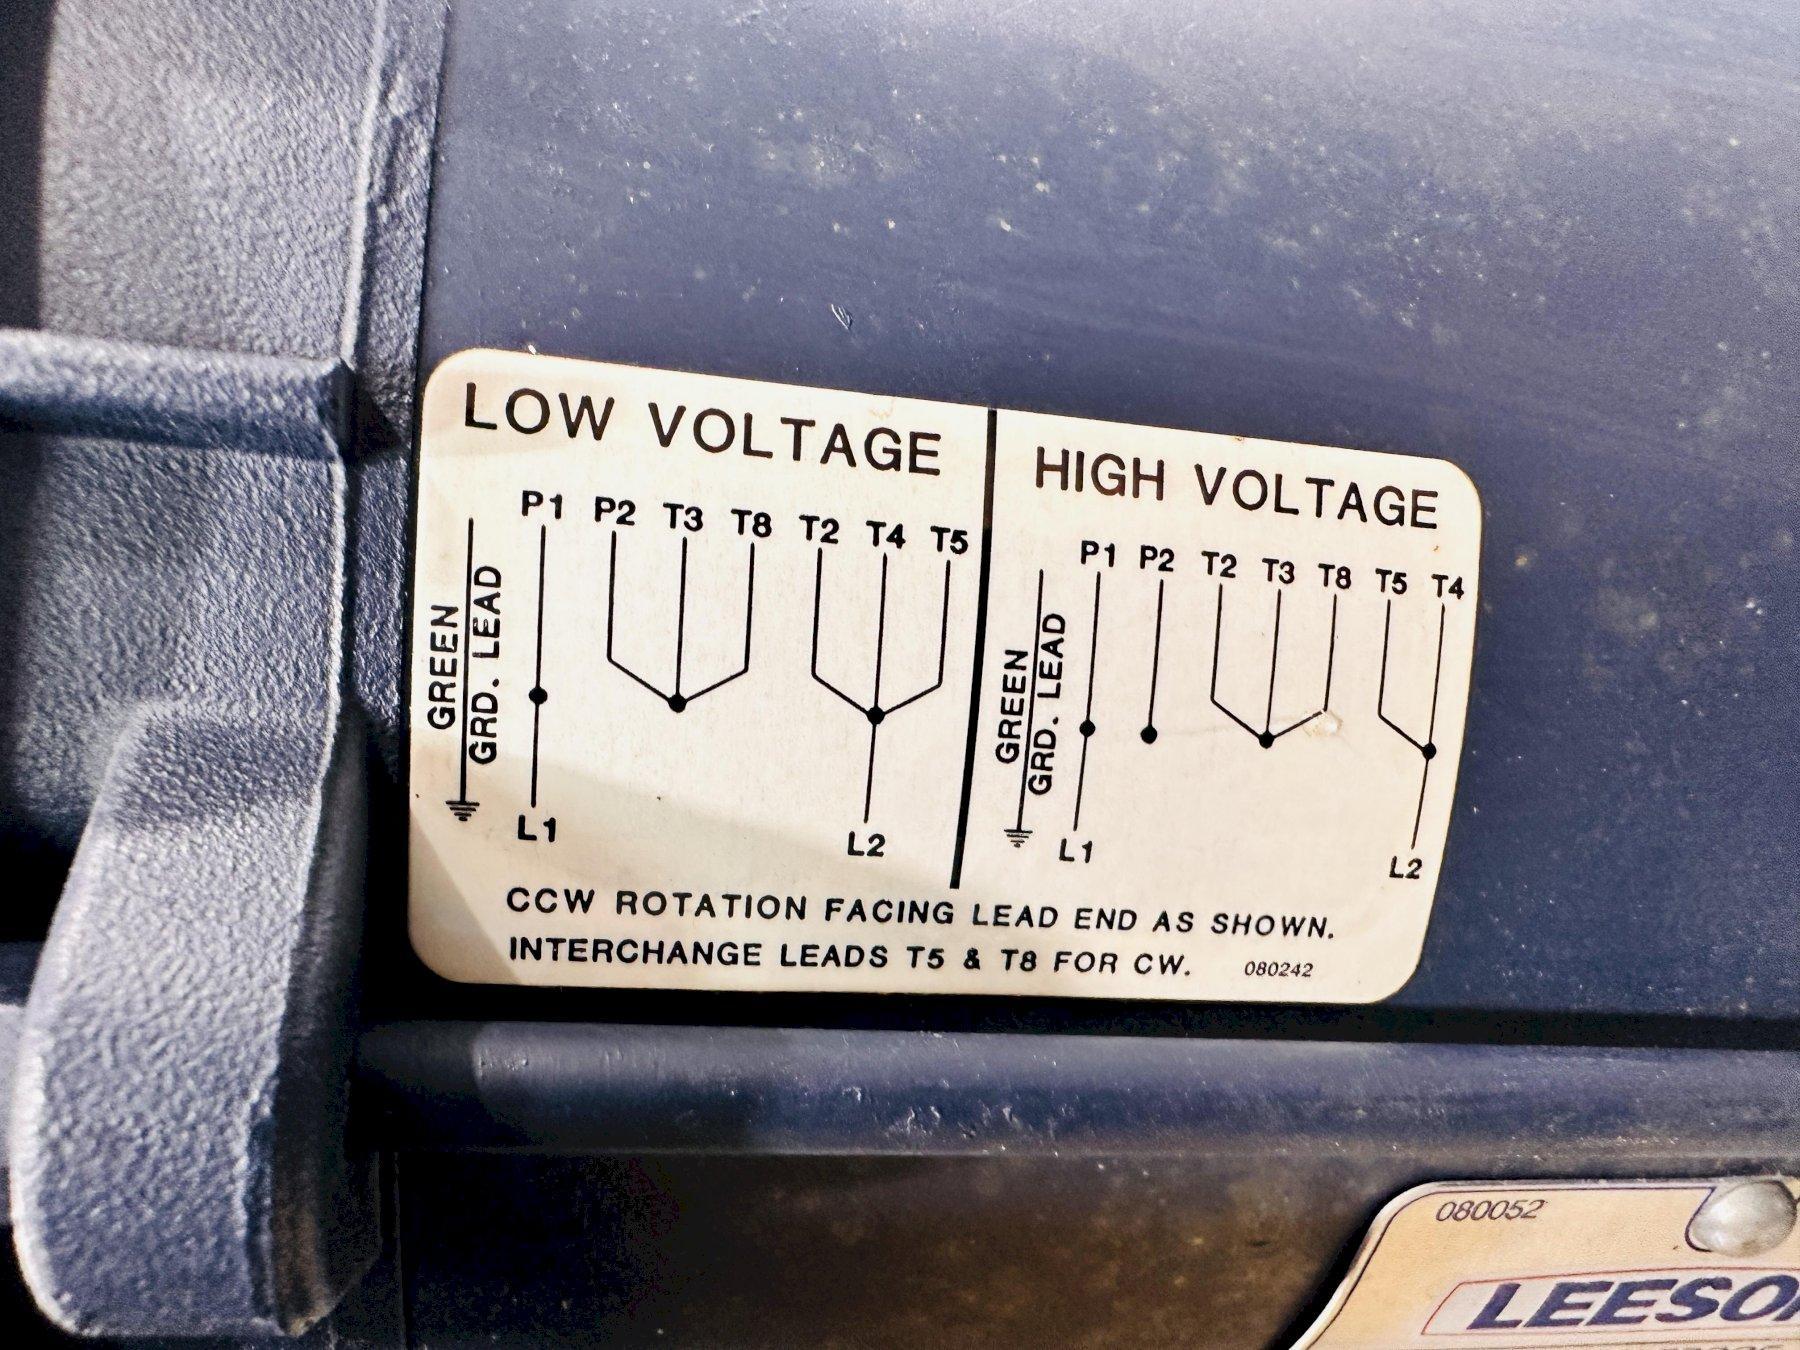 LOW VOLTAGE
P1 P2 T3 T8 T2 T4 T5
GREEN
GRD. LEAD
L1 L2
HIGH VOLTAGE
P1 P2 T2 T3 T8 T5 T4
GREEN
GRD. LEAD
L1 L2
CCW ROTATION FACING LEAD END AS SHOWN.
INTERCHANGE LEADS T5 & T8 FOR CW. 080242
080052